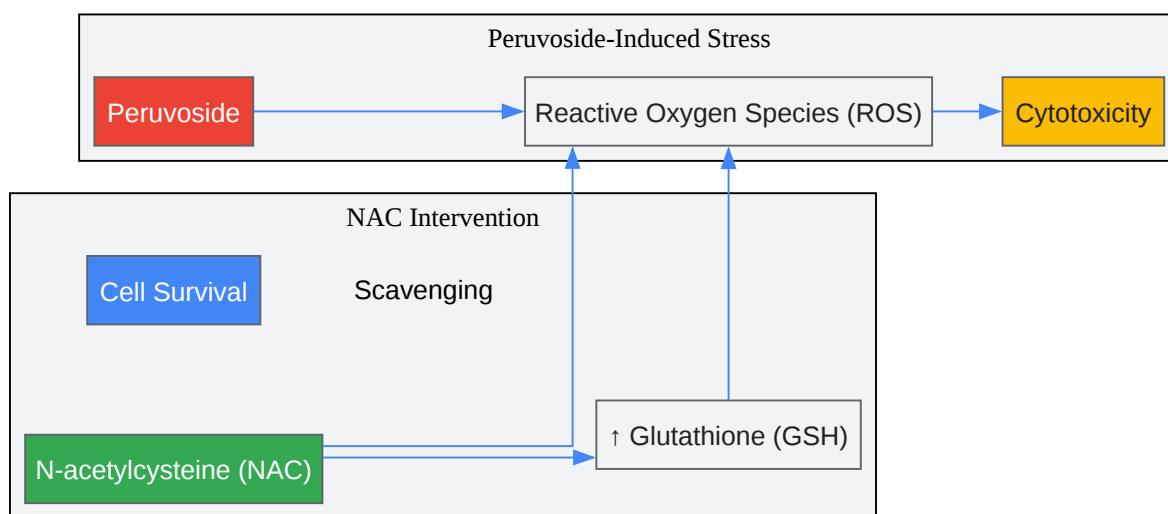 Peruvoside-Induced Stress
Peruvoside
Reactive Oxygen Species (ROS)
Cytotoxicity
NAC Intervention
Cell Survival
Scavenging
↑ Glutathione (GSH)
N-acetylcysteine (NAC)